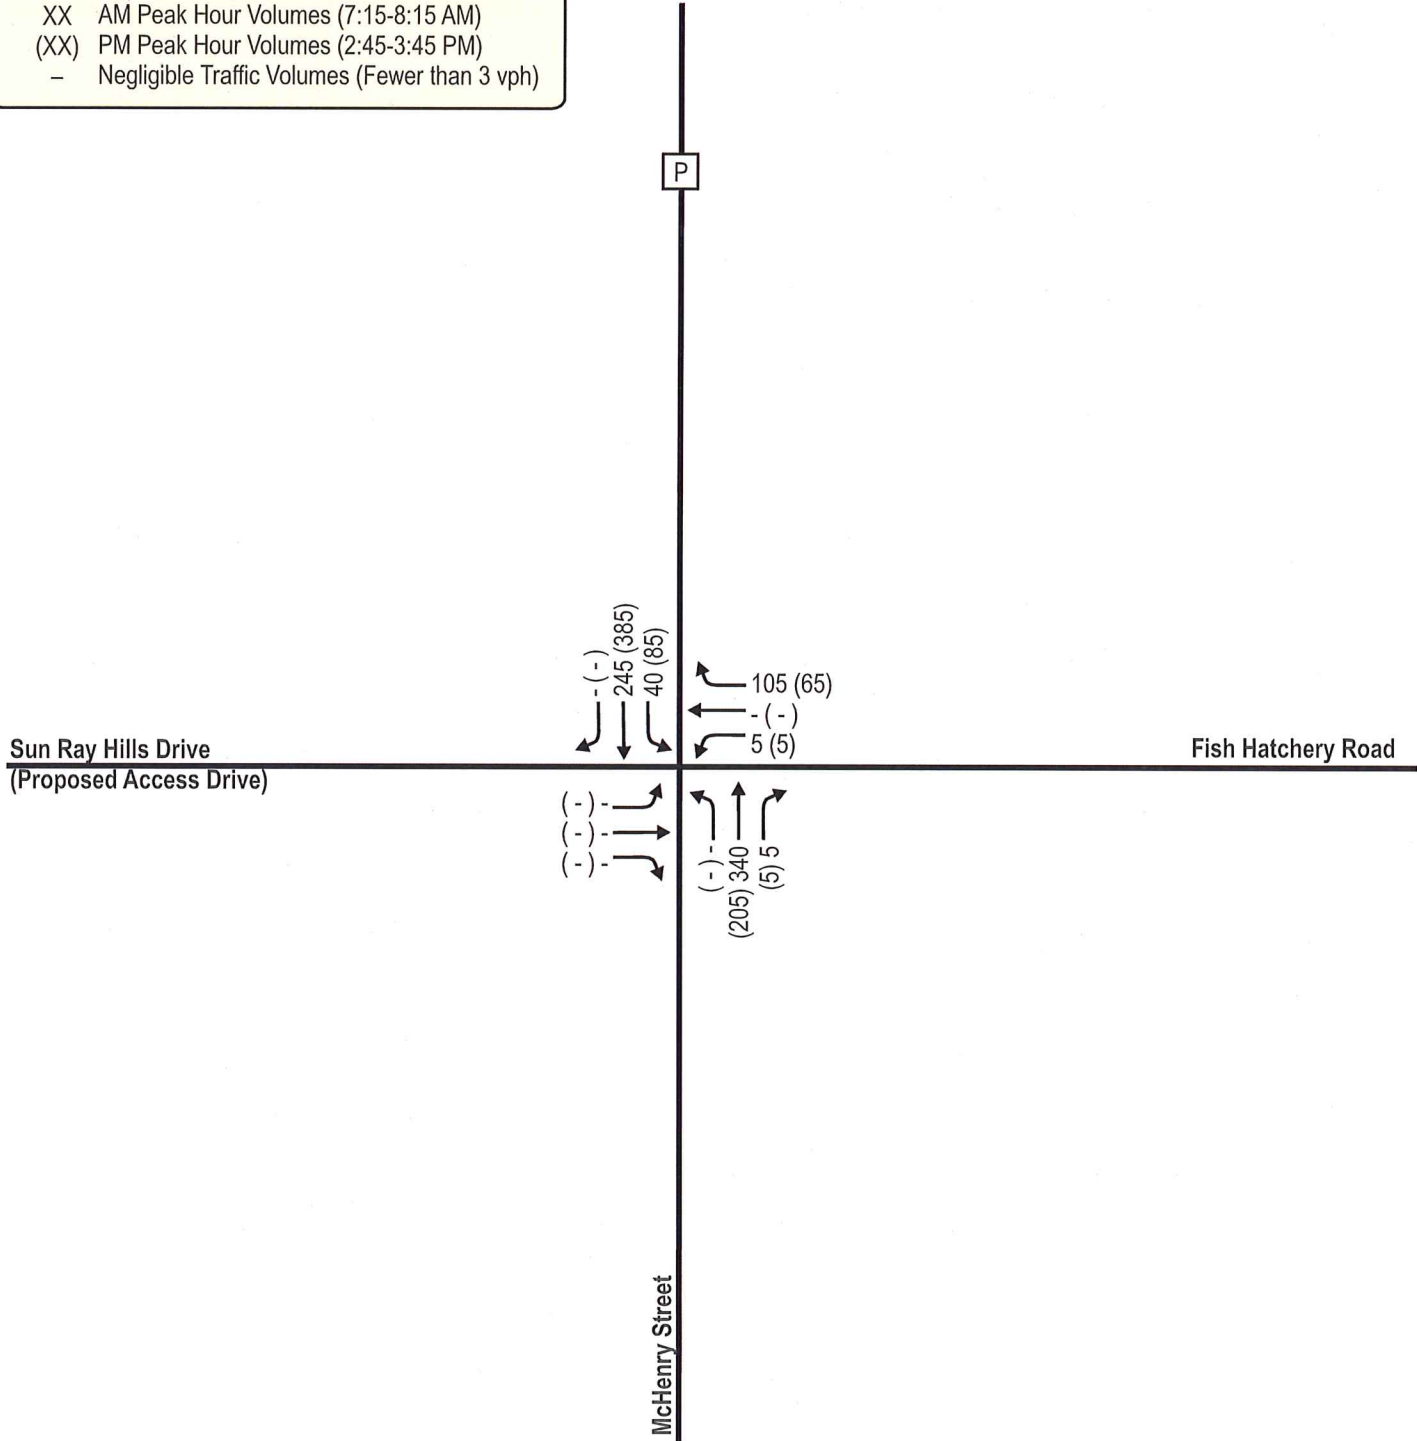 XX AM Peak Hour Volumes (7:15-8:15 AM)
(XX) PM Peak Hour Volumes (2:45-3:45 PM)
– Negligible Traffic Volumes (Fewer than 3 vph)
P
- ( - )
245 (385)
40 (85)
105 (65)
- ( - )
5 (5)
Sun Ray Hills Drive
(Proposed Access Drive)
Fish Hatchery Road
( - ) -
( - ) -
( - ) -
( - ) -
(205) 340
(5) 5
McHenry Street